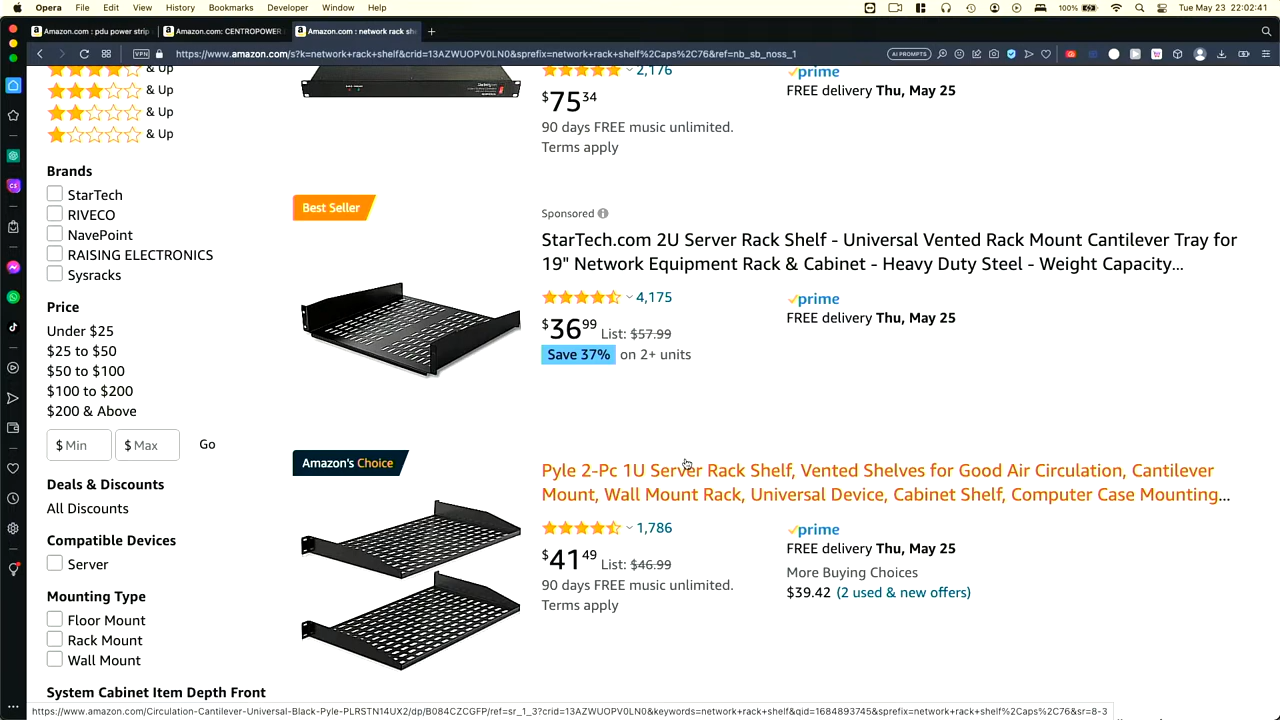 Opera File Edit View History Bookmarks Developer Window Help 100% Tue May 23 22:02:41
Amazon.com : pdu power strip
Amazon.com: CENTROPOWER
Amazon.com : network rack she
VPN https://www.amazon.com/s?k=network+rack+shelf&crid=13AZWUOPV0LN0&sprefix=network+rack+shelf%2Caps%2C76&ref=nb_sb_noss_1 AI PROMPTS
& Up
& Up
& Up
& Up
Brands
StarTech
RIVECO
NavePoint
RAISING ELECTRONICS
Sysracks
Price
Under $25
$25 to $50
$50 to $100
$100 to $200
$200 & Above
$ Min $ Max Go
Deals & Discounts
All Discounts
Compatible Devices
Server
Mounting Type
Floor Mount
Rack Mount
Wall Mount
System Cabinet Item Depth Front
2,176
$75 34
90 days FREE music unlimited.
Terms apply
prime
FREE delivery Thu, May 25
Best Seller
Sponsored
StarTech.com 2U Server Rack Shelf - Universal Vented Rack Mount Cantilever Tray for
19" Network Equipment Rack & Cabinet - Heavy Duty Steel - Weight Capacity...
4,175
$36 99 List: $57.99
Save 37% on 2+ units
prime
FREE delivery Thu, May 25
Amazon's Choice
Pyle 2-Pc 1U Server Rack Shelf, Vented Shelves for Good Air Circulation, Cantilever
Mount, Wall Mount Rack, Universal Device, Cabinet Shelf, Computer Case Mounting...
1,786
$41 49 List: $46.99
90 days FREE music unlimited.
Terms apply
prime
FREE delivery Thu, May 25
More Buying Choices
$39.42 (2 used & new offers)
https://www.amazon.com/Circulation-Cantilever-Universal-Black-Pyle-PLRSTN14UX2/dp/B084CZCGFP/ref=sr_1_3?crid=13AZWUOPV0LN0&keywords=network+rack+shelf&qid=1684893745&sprefix=network+rack+shelf%2Caps%2C76&sr=8-3